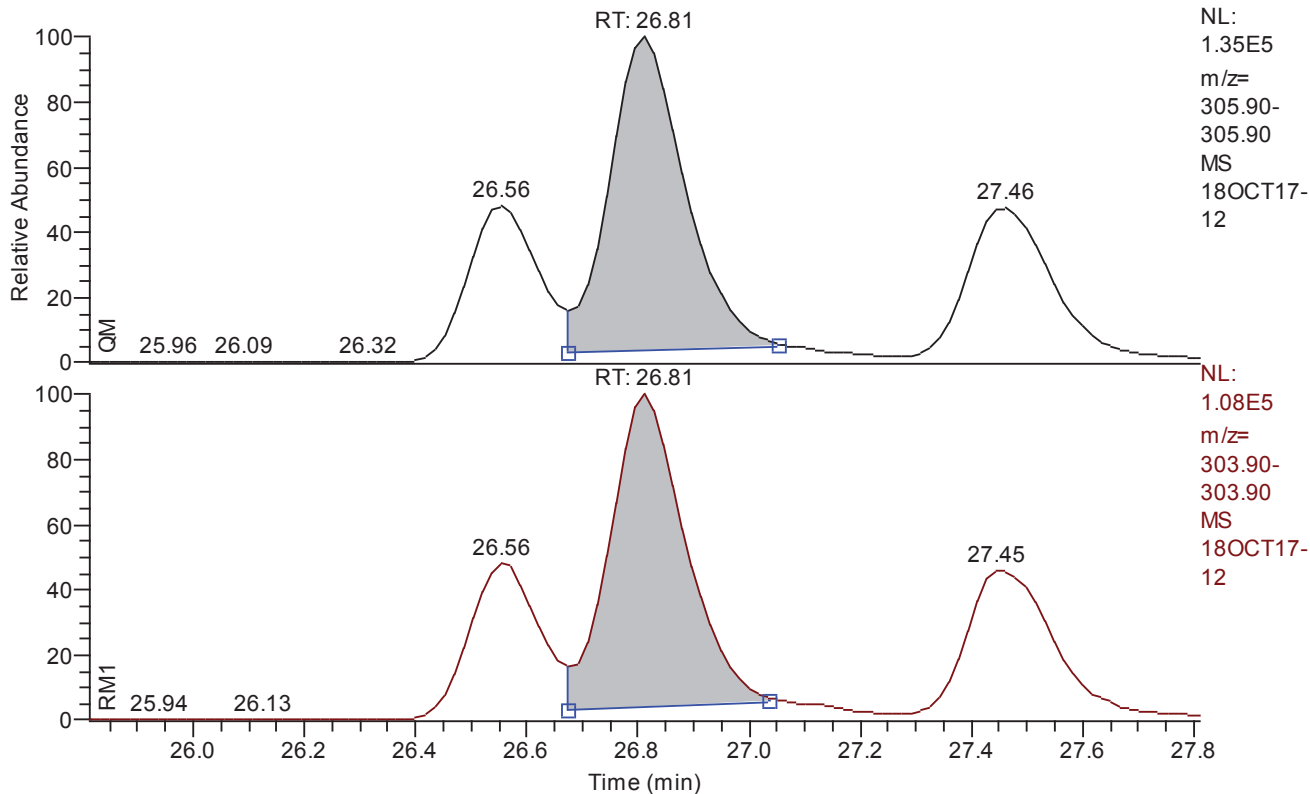 RT: 26.81
NL:
1.35E5
m/z=
305.90-
305.90
MS
18OCT17-
12
100
80
60
40
20
0
Relative Abundance
QM
25.96
26.09
26.32
26.56
27.46
RT: 26.81
NL:
1.08E5
m/z=
303.90-
303.90
MS
18OCT17-
12
100
80
60
40
20
0
RM1
25.94
26.13
26.56
27.45
26.0 26.2 26.4 26.6 26.8 27.0 27.2 27.4 27.6 27.8
Time (min)